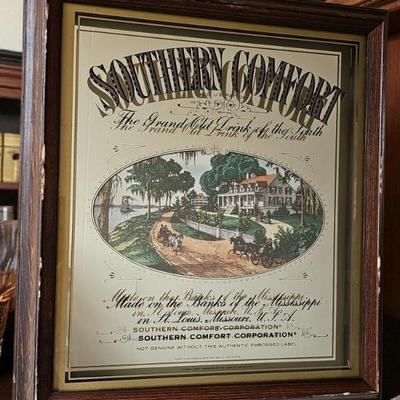 SOUTHERN COMFORT
The Grand Old Drink of the South
Made on the Banks of the Mississippi
in St. Louis, Missouri, U.S.A.
SOUTHERN COMFORT CORPORATION®
NOT GENUINE WITHOUT THIS AUTHENTIC EMBOSSED LABEL